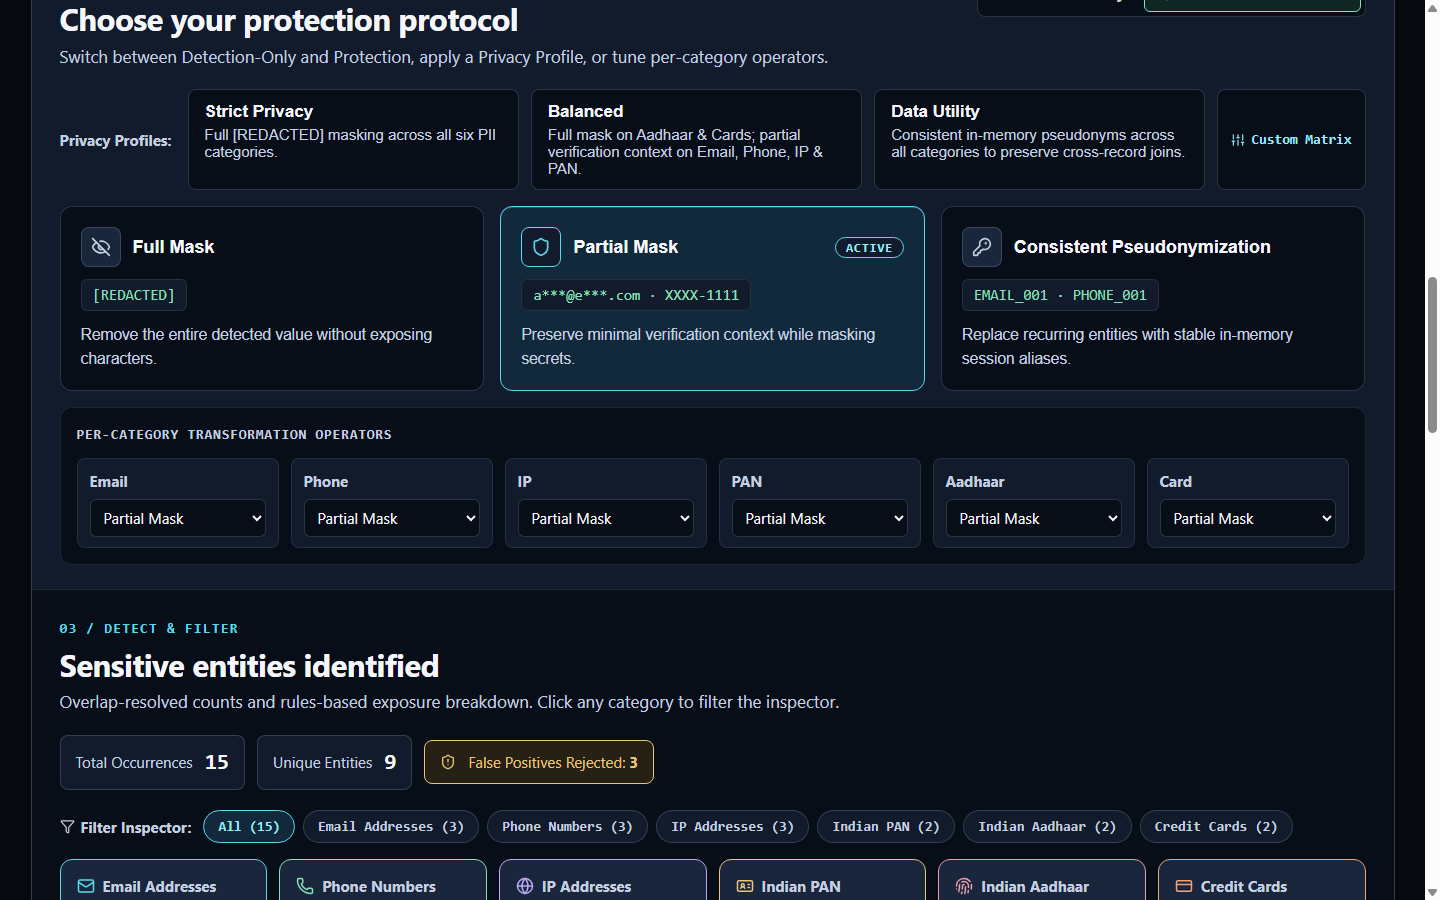 Choose your protection protocol
Switch between Detection-Only and Protection, apply a Privacy Profile, or tune per-category operators.
Privacy Profiles:
Strict Privacy
Full [REDACTED] masking across all six PII
categories.
Balanced
Full mask on Aadhaar & Cards; partial
verification context on Email, Phone, IP &
PAN.
Data Utility
Consistent in-memory pseudonyms across
all categories to preserve cross-record joins.
Custom Matrix
Full Mask
[REDACTED]
Remove the entire detected value without exposing
characters.
Partial Mask
ACTIVE
a***@e***.com · XXXX-1111
Preserve minimal verification context while masking
secrets.
Consistent Pseudonymization
EMAIL_001 · PHONE_001
Replace recurring entities with stable in-memory
session aliases.
PER-CATEGORY TRANSFORMATION OPERATORS
Email
Partial Mask
Phone
Partial Mask
IP
Partial Mask
PAN
Partial Mask
Aadhaar
Partial Mask
Card
Partial Mask
03 / DETECT & FILTER
Sensitive entities identified
Overlap-resolved counts and rules-based exposure breakdown. Click any category to filter the inspector.
Total Occurrences 15
Unique Entities 9
False Positives Rejected: 3
Filter Inspector:
All (15)
Email Addresses (3)
Phone Numbers (3)
IP Addresses (3)
Indian PAN (2)
Indian Aadhaar (2)
Credit Cards (2)
Email Addresses
Phone Numbers
IP Addresses
Indian PAN
Indian Aadhaar
Credit Cards